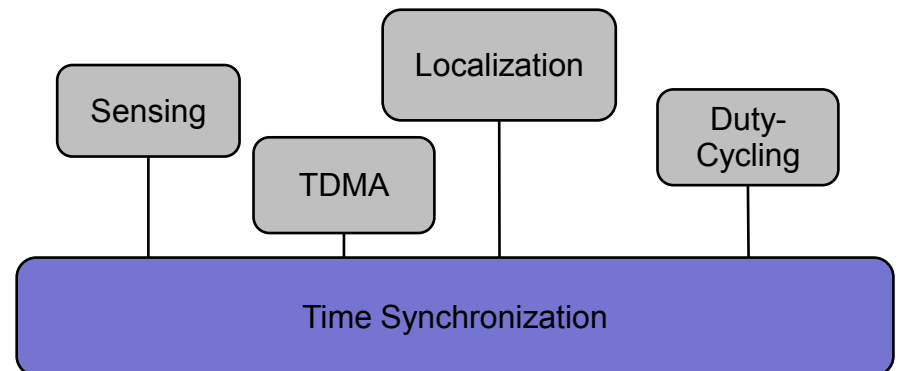 Sensing
TDMA
Localization
Duty-
Cycling
Time Synchronization